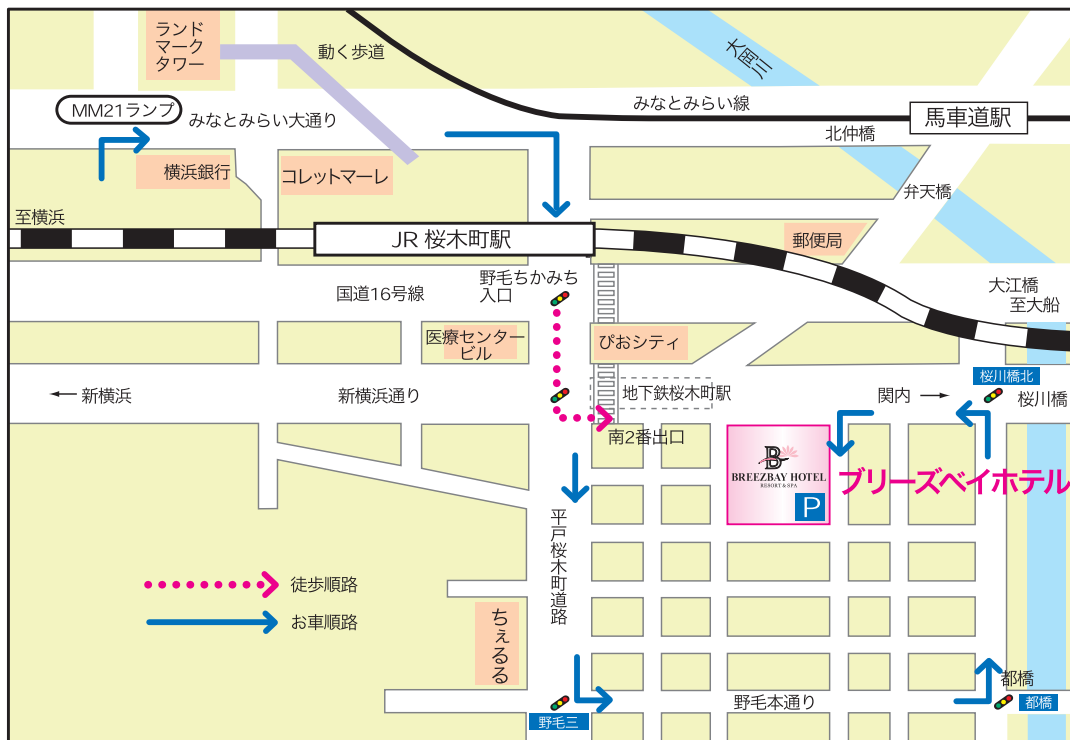 ランド
マーク
タワー
動く歩道
大岡川
みなとみらい線
馬車道駅
MM21ランプ
みなとみらい大通り
北仲橋
横浜銀行
コレットマーレ
弁天橋
至横浜
JR 桜木町駅
郵便局
野毛ちかみち
入口
国道16号線
大江橋
至大船
医療センター
ビル
ぴおシティ
桜川橋北
← 新横浜
新横浜通り
地下鉄桜木町駅
関内 →
桜川橋
南2番出口
B
BREEZBAY HOTEL
RESORT & SPA
P
ブリーズベイホテル
平戸桜木町道路
徒歩順路
お車順路
ちぇるる
野毛三
野毛本通り
都橋
都橋